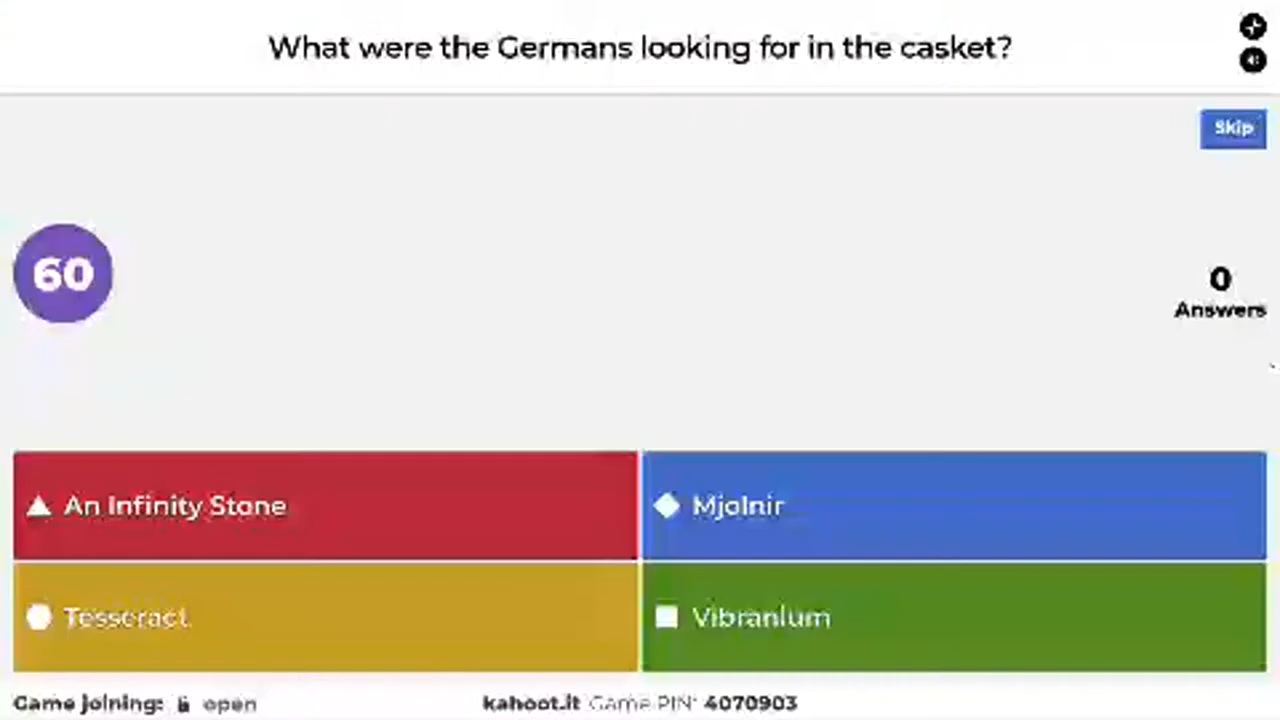 What were the Germans looking for in the casket?
Skip
60
0
Answers
An Infinity Stone
Mjolnir
Tesseract
Vibranium
Game joining: open
kahoot.it Game PIN: 4070903